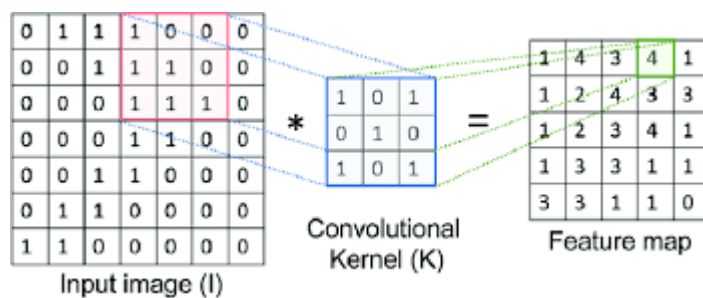 0 1 1 1 0 0 0
0 0 1 1 1 0 0
0 0 0 1 1 1 0
0 0 0 1 1 0 0
0 0 1 1 0 0 0
0 1 1 0 0 0 0
1 1 0 0 0 0 0
Input image (I)
*
1 0 1
0 1 0
1 0 1
Convolutional
Kernel (K)
=
1 4 3 4 1
1 2 4 3 3
1 2 3 4 1
1 3 3 1 1
3 3 1 1 0
Feature map